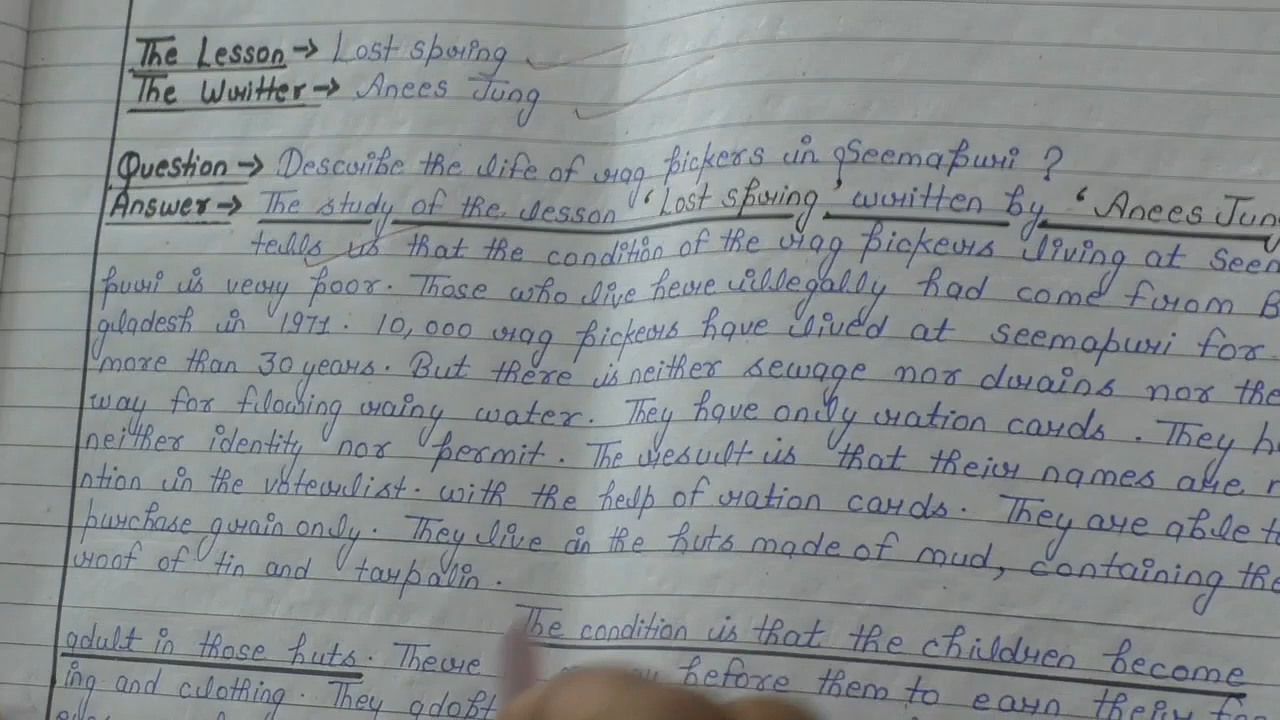 The Lesson → Lost spring
The Writter → Anees Jung
Question → Describe the life of rag pickers in Seemapuri ?
Answer → The study of the lesson 'Lost spring' written by 'Anees Jung
tells us that the condition of the rag pickers living at Seem
puri is very poor. Those who live here illegally had come from B
gladesh in 1971. 10,000 rag pickers have lived at seemapuri for
more than 30 years. But there is neither sewage nor drains nor the
way for flowing rainy water. They have only ration cards. They h
neither identity nor permit. The result is that their names are
ntion in the voterlist. with the help of ration cards. They are able to
purchase grain only. They live in the huts made of mud, containing the
roof of tin and tarpalin.
The condition is that the children become
adult in those huts. There before them to earn their
ing and clothing. They adopt